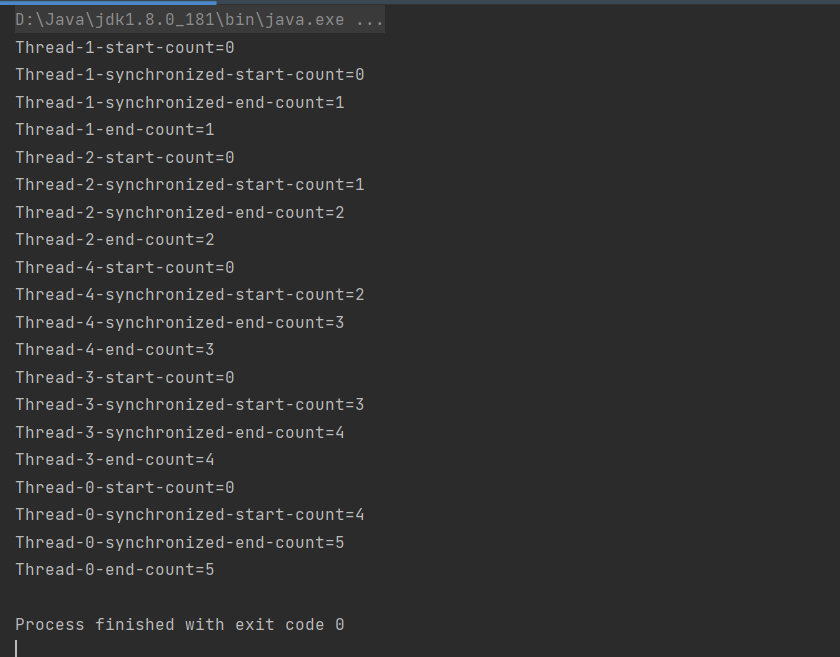 D:\Java\jdk1.8.0_181\bin\java.exe ...
Thread-1-start-count=0
Thread-1-synchronized-start-count=0
Thread-1-synchronized-end-count=1
Thread-1-end-count=1
Thread-2-start-count=0
Thread-2-synchronized-start-count=1
Thread-2-synchronized-end-count=2
Thread-2-end-count=2
Thread-4-start-count=0
Thread-4-synchronized-start-count=2
Thread-4-synchronized-end-count=3
Thread-4-end-count=3
Thread-3-start-count=0
Thread-3-synchronized-start-count=3
Thread-3-synchronized-end-count=4
Thread-3-end-count=4
Thread-0-start-count=0
Thread-0-synchronized-start-count=4
Thread-0-synchronized-end-count=5
Thread-0-end-count=5
Process finished with exit code 0